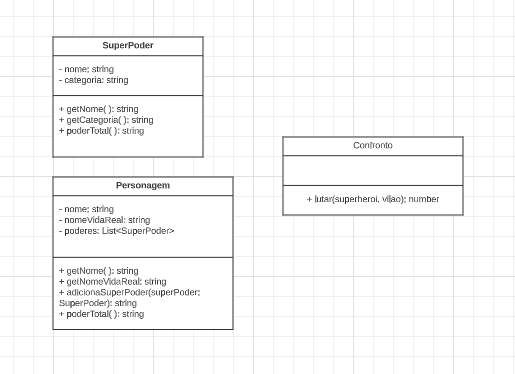 SuperPoder
- nome; string
- categoria: string
+ getNome( ): string
+ getCategoria( ): string
+ poderTotal( ): string
Confronto
+ lutar(superheroi, vilao); number
Personagem
- nome; string
- nomeVidaReal: string
- poderes: List<SuperPoder>
+ getNome( ): string
+ getNomeVidaReal: string
+ adicionaSuperPoder(superPoder;
SuperPoder): string
+ poderTotal( ): string